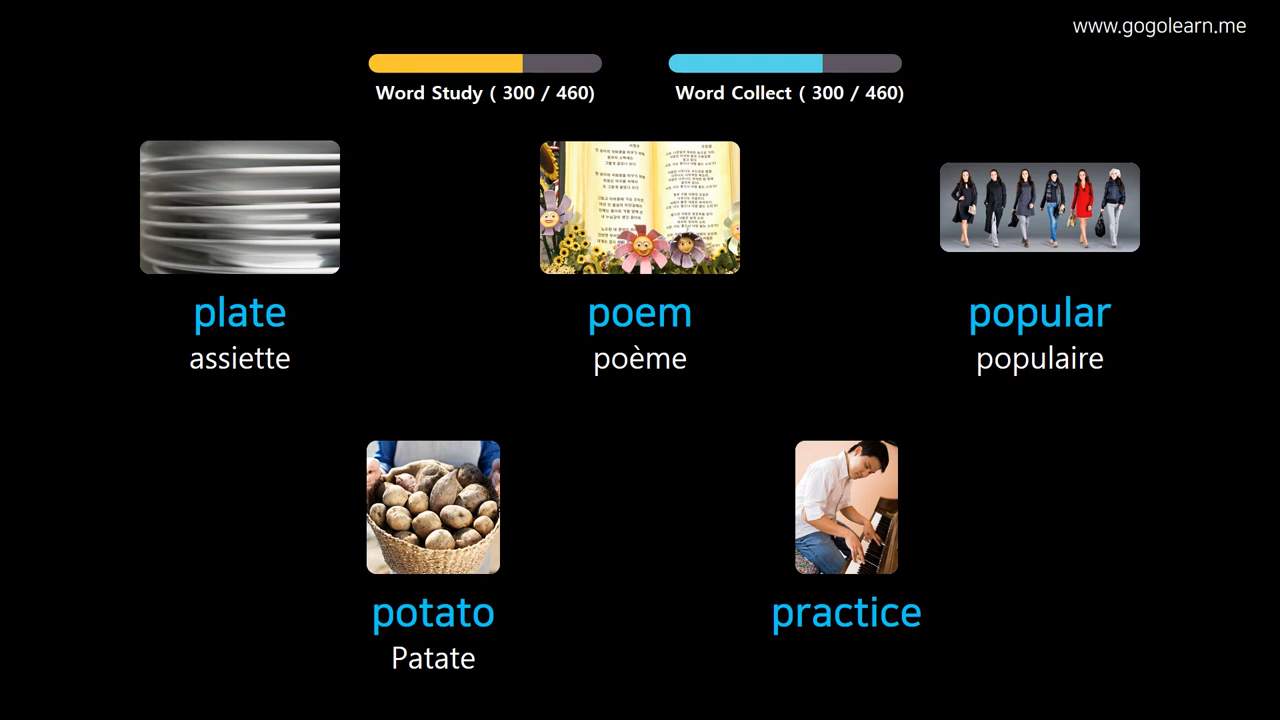 www.gogolearn.me
Word Study ( 300 / 460)
Word Collect ( 300 / 460)
plate
assiette
poem
poème
popular
populaire
potato
Patate
practice